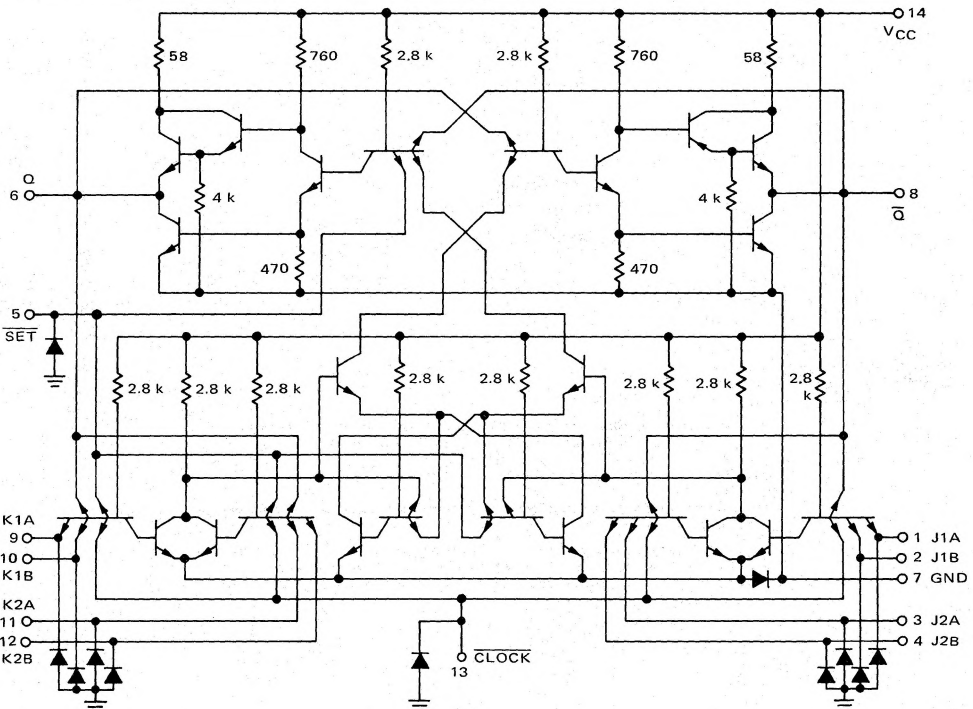 14
VCC
58
760
2.8 k
2.8 k
760
58
Q
6
4 k
4 k
8
Q̅
470
470
5
S̅E̅T̅
2.8 k
2.8 k
2.8 k
2.8 k
2.8 k
2.8 k
2.8 k
2.8
k
K1A
9
10
K1B
K2A
11
12
K2B
1 J1A
2 J1B
7 GND
3 J2A
4 J2B
C̅L̅O̅C̅K̅
13